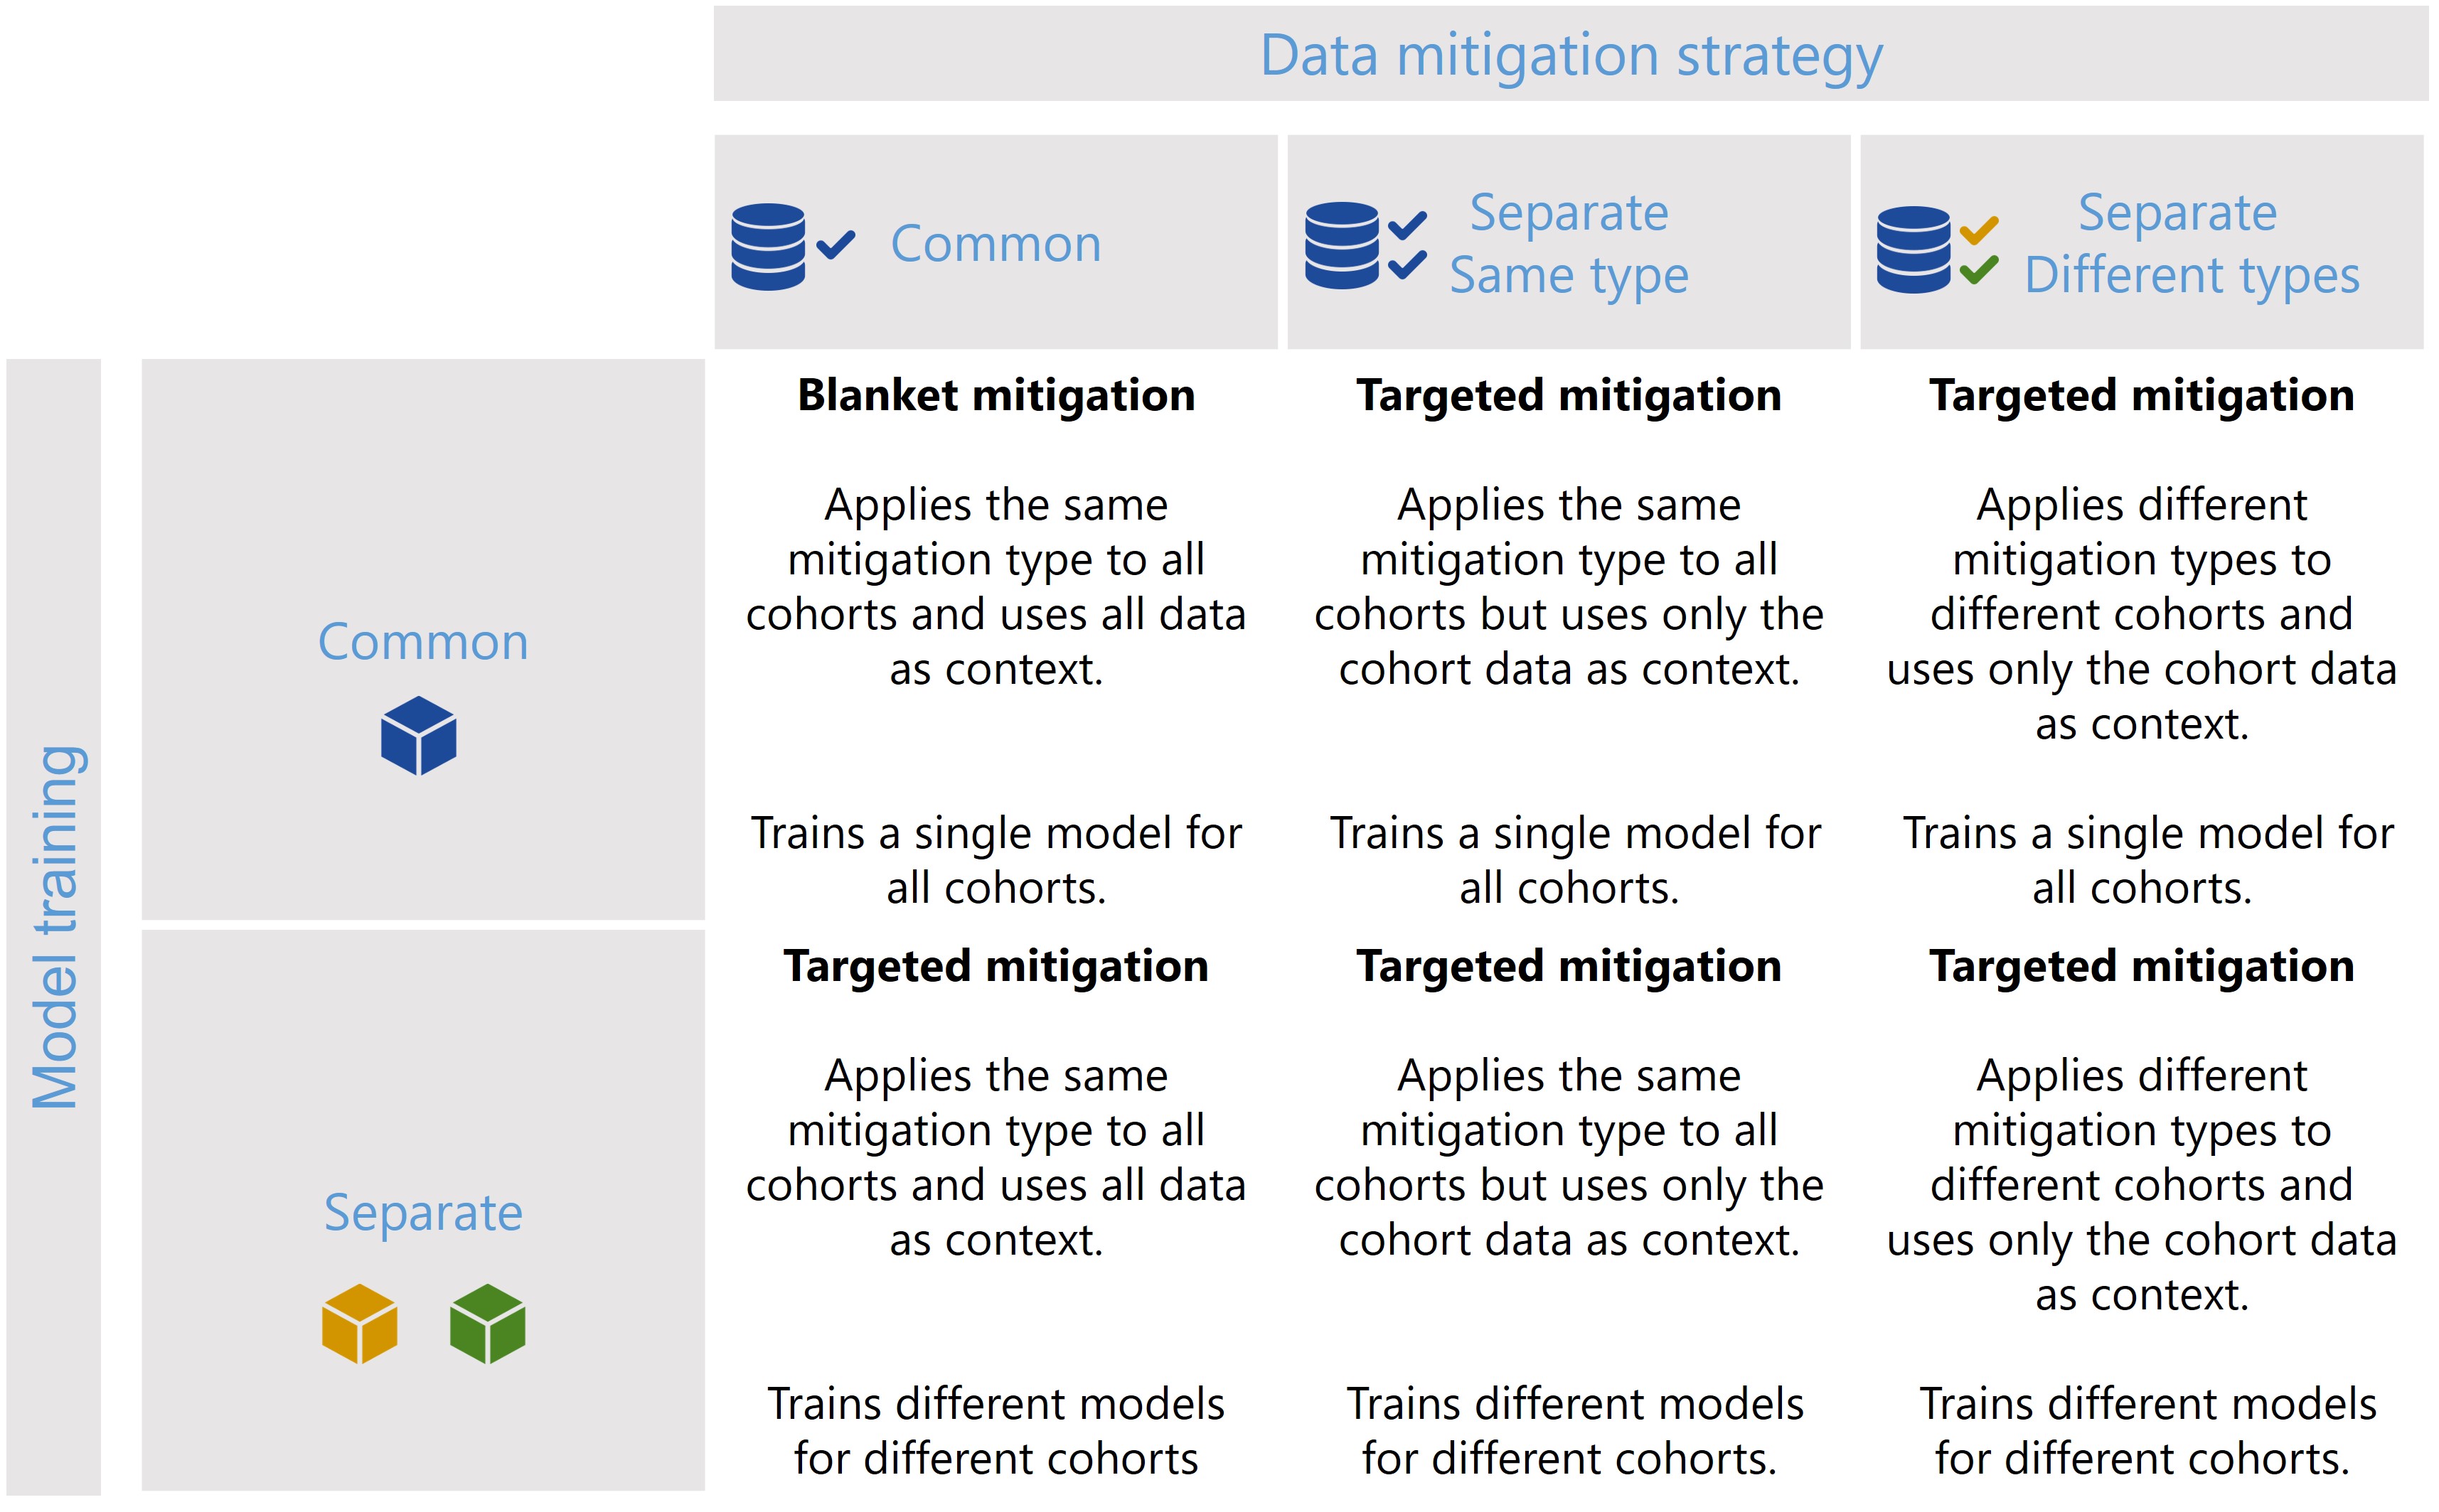 Data mitigation strategy
Common
Separate
Same type
Separate
Different types
Model training
Common
Blanket mitigation
Applies the same
mitigation type to all
cohorts and uses all data
as context.
Trains a single model for
all cohorts.
Targeted mitigation
Applies the same
mitigation type to all
cohorts but uses only the
cohort data as context.
Trains a single model for
all cohorts.
Targeted mitigation
Applies different
mitigation types to
different cohorts and
uses only the cohort data
as context.
Trains a single model for
all cohorts.
Separate
Targeted mitigation
Applies the same
mitigation type to all
cohorts and uses all data
as context.
Trains different models
for different cohorts
Targeted mitigation
Applies the same
mitigation type to all
cohorts but uses only the
cohort data as context.
Trains different models
for different cohorts.
Targeted mitigation
Applies different
mitigation types to
different cohorts and
uses only the cohort data
as context.
Trains different models
for different cohorts.